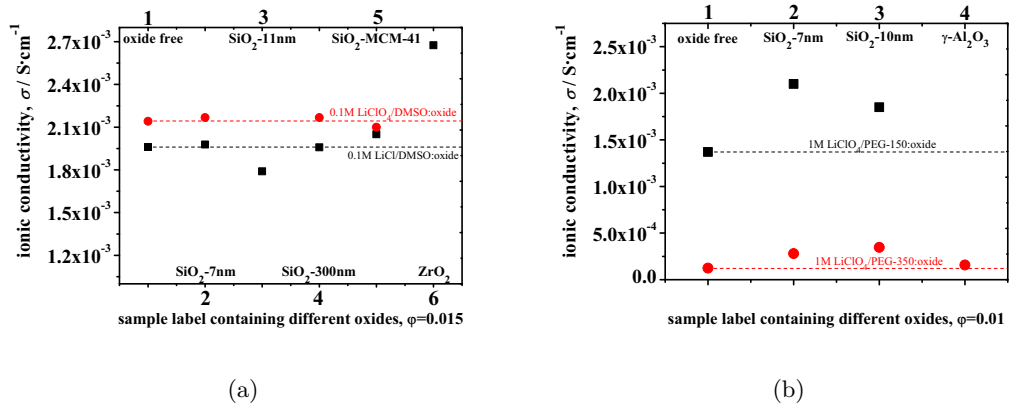 1 3 5
oxide free SiO₂-11nm SiO₂-MCM-41
2.7x10⁻³
2.4x10⁻³
2.1x10⁻³
1.8x10⁻³
1.5x10⁻³
1.2x10⁻³
ionic conductivity, σ / S·cm⁻¹
0.1M LiClO₄/DMSO:oxide
0.1M LiCl/DMSO:oxide
SiO₂-7nm SiO₂-300nm ZrO₂
2 4 6
sample label containing different oxides, φ=0.015
(a)
1 2 3 4
oxide free SiO₂-7nm SiO₂-10nm γ-Al₂O₃
2.5x10⁻³
2.0x10⁻³
1.5x10⁻³
1.0x10⁻³
5.0x10⁻⁴
0.0
ionic conductivity, σ / S·cm⁻¹
1M LiClO₄/PEG-150:oxide
1M LiClO₄/PEG-350:oxide
sample label containing different oxides, φ=0.01
(b)